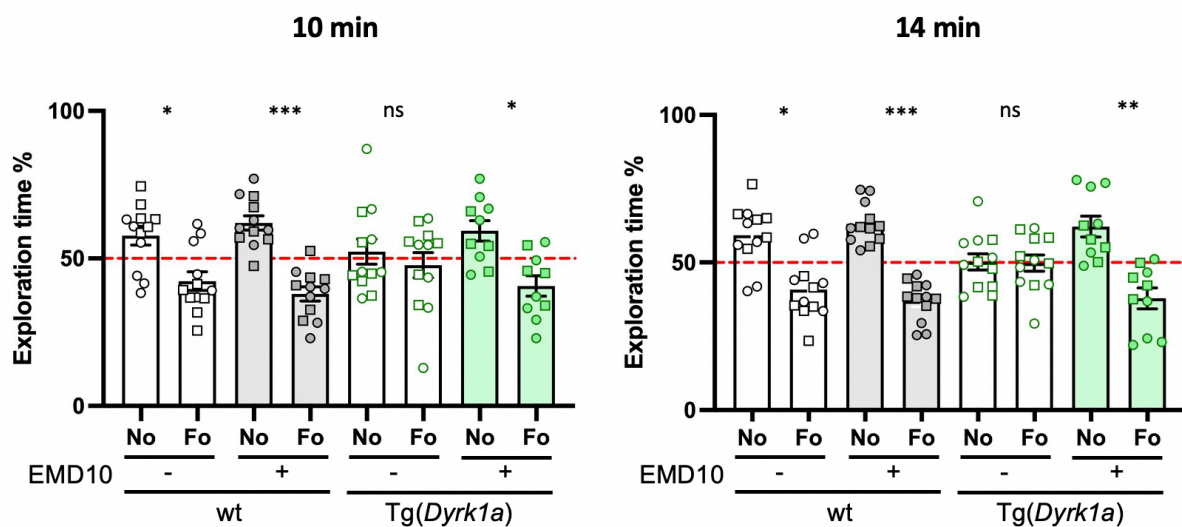 10 min
14 min
* *** ns *
* *** ns **
Exploration time %
100
50
0
Exploration time %
100
50
0
No Fo No Fo No Fo No Fo
No Fo No Fo No Fo No Fo
EMD10 - + - +
EMD10 - + - +
wt Tg(Dyrk1a)
wt Tg(Dyrk1a)